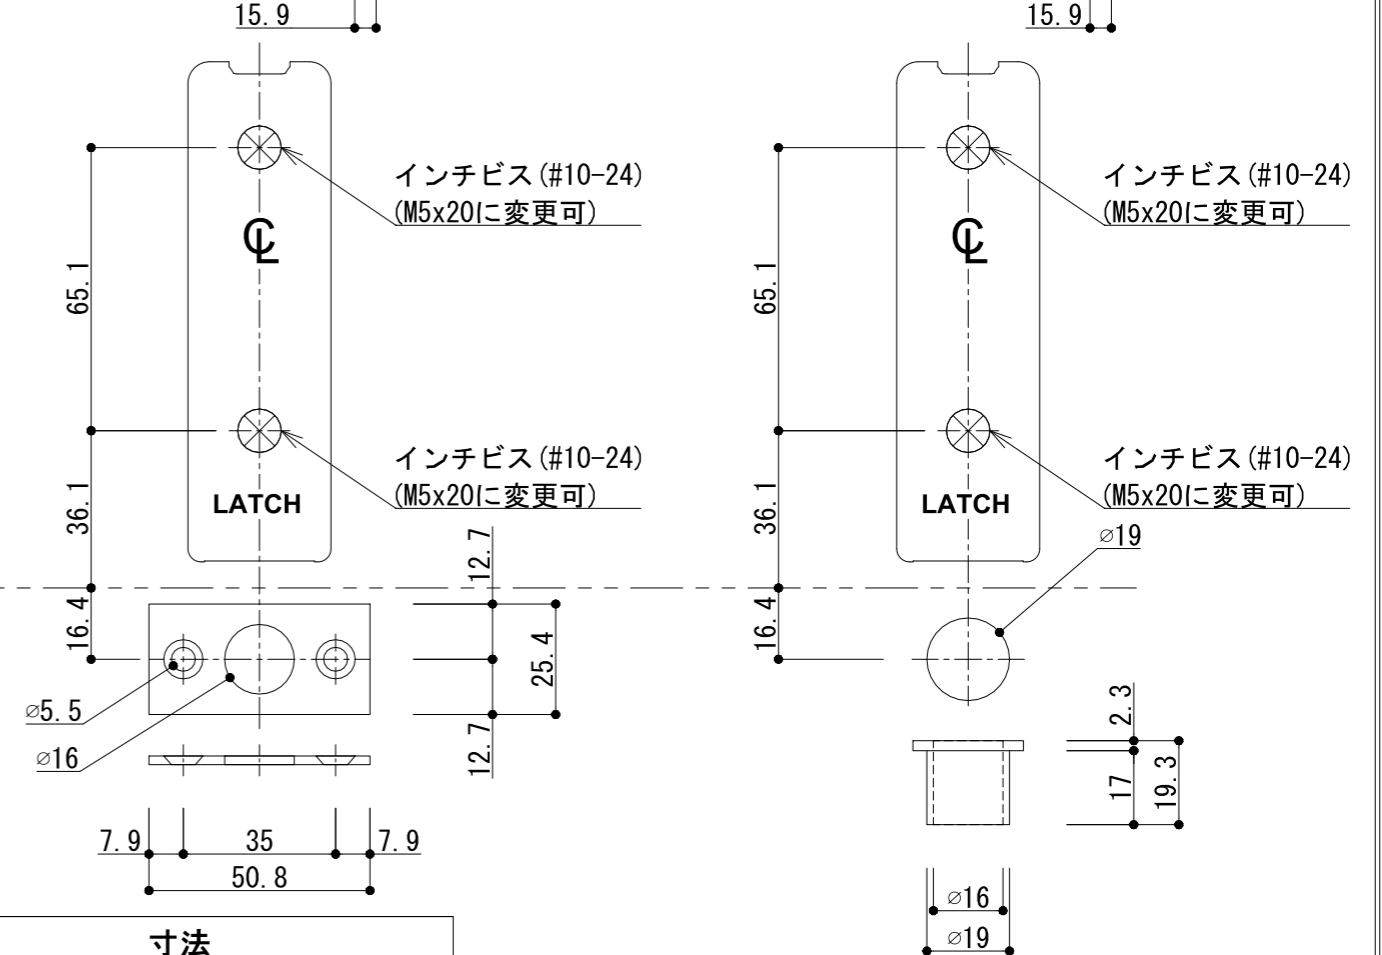 15.9
15.9
インチビス(#10-24)
(M5x20に変更可)
インチビス(#10-24)
(M5x20に変更可)
℄
℄
65.1
65.1
インチビス(#10-24)
(M5x20に変更可)
インチビス(#10-24)
(M5x20に変更可)
LATCH
LATCH
36.1
36.1
⌀19
12.7
16.4
16.4
25.4
⌀5.5
⌀16
12.7
2.3
17
19.3
7.9
35
7.9
50.8
⌀16
⌀19
寸法